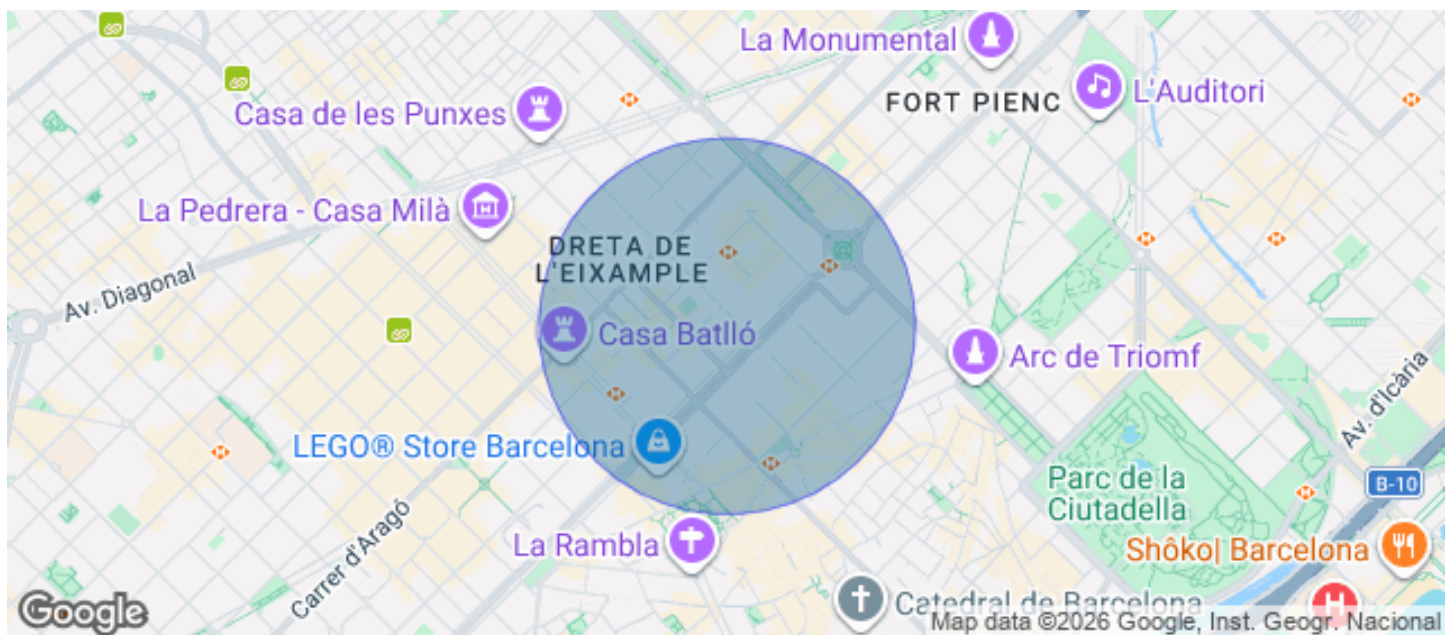 La Monumental
FORT PIENC
L'Auditori
Casa de les Punxes
La Pedrera - Casa Milà
DRETA DE
L'EIXAMPLE
Av. Diagonal
Casa Batlló
Arc de Triomf
Av. d'Icària
LEGO® Store Barcelona
B-10
Parc de la
Ciutadella
Carrer d'Aragó
La Rambla
Shôko| Barcelona
Catedral de Barcelona
H
Google
Map data ©2026 Google, Inst. Geogr. Nacional